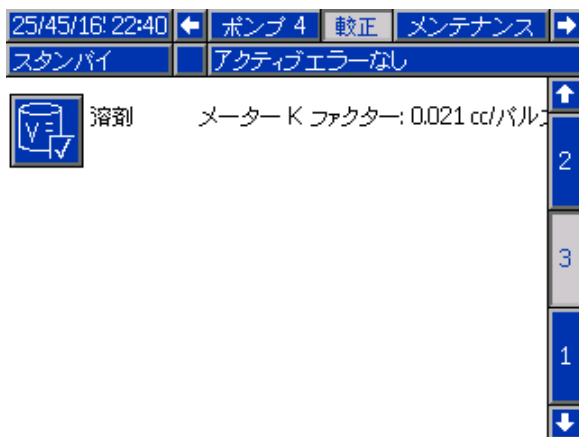 25/45/16 22:40 ポンプ 4 較正 メンテナンス
スタンバイ アクティブエラーなし
溶剤 メーター K ファクター: 0.021 cc/パルス
2
3
1